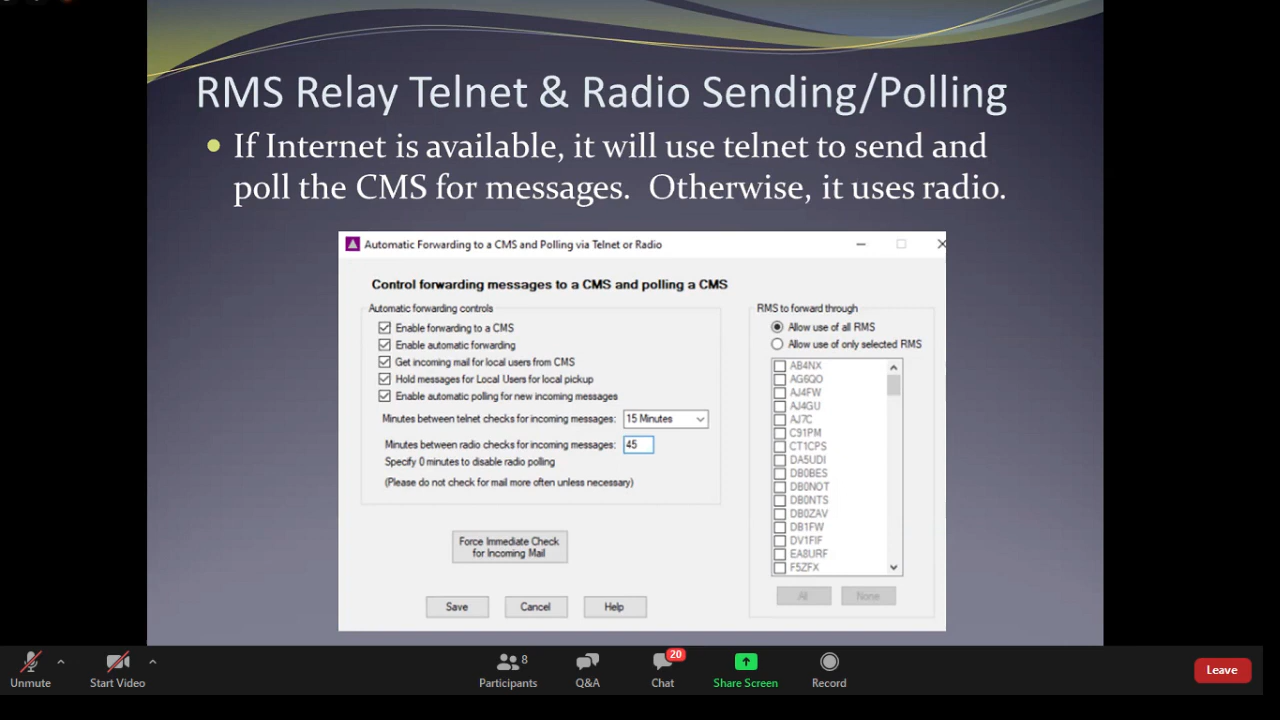 RMS Relay Telnet & Radio Sending/Polling
• If Internet is available, it will use telnet to send and
poll the CMS for messages. Otherwise, it uses radio.
Automatic Forwarding to a CMS and Polling via Telnet or Radio
Control forwarding messages to a CMS and polling a CMS
Automatic forwarding controls
Enable forwarding to a CMS
Enable automatic forwarding
Get incoming mail for local users from CMS
Hold messages for Local Users for local pickup
Enable automatic polling for new incoming messages
Minutes between telnet checks for incoming messages: 15 Minutes
Minutes between radio checks for incoming messages: 45
Specify 0 minutes to disable radio polling
(Please do not check for mail more often unless necessary)
Force Immediate Check
for Incoming Mail
Save Cancel Help
RMS to forward through
Allow use of all RMS
Allow use of only selected RMS
AB4NX
AG6QO
AJ4FW
AJ4GU
AJ7C
C91PM
CT1CPS
DA5UDI
DB0BES
DB0NOT
DB0NTS
DB0ZAV
DB1FW
DV1FIF
EA8URF
F5ZFX
All None
Unmute
Start Video
8
Participants
Q&A
20
Chat
Share Screen
Record
Leave